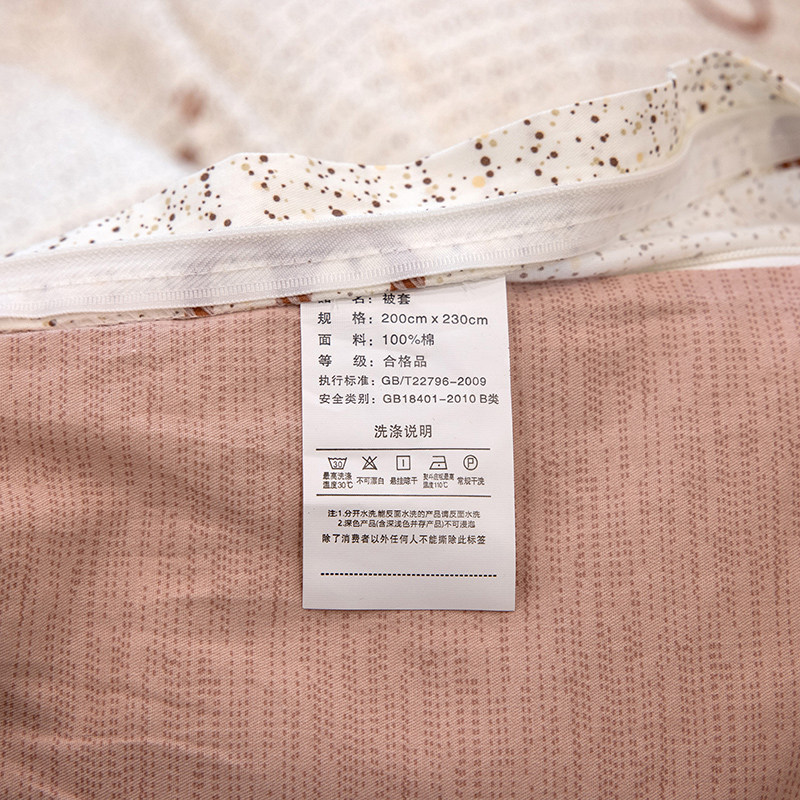 品 名：被套
规 格：200cm x 230cm
面 料：100%棉
等 级：合格品
执行标准：GB/T22796-2009
安全类别：GB18401-2010 B类
洗涤说明
30 P
最高洗涤温度30℃ 不可漂白 悬挂晾干 熨斗底板最高温度110℃ 常规干洗
注:1.分开水洗,能反面水洗的产品请反面水洗
2.深色产品(含深浅色并存产品)不可浸泡
除了消费者以外任何人不能撕除此标签